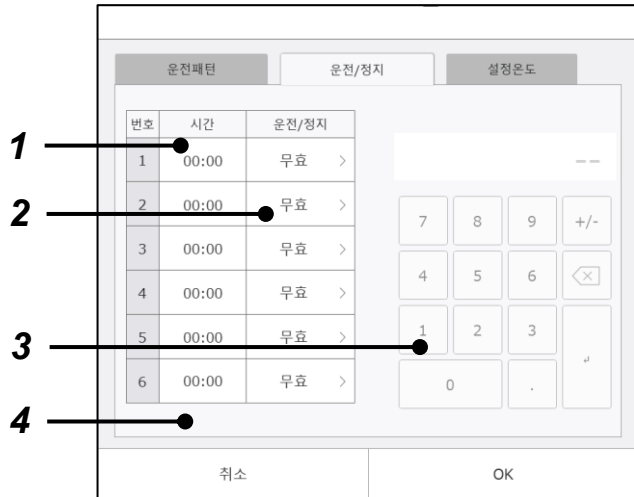 운전패턴 운전/정지 설정온도
번호 시간 운전/정지
1 00:00 무효 >
2 00:00 무효 >
3 00:00 무효 >
4 00:00 무효 >
5 00:00 무효 >
6 00:00 무효 >
--
7 8 9 +/-
4 5 6
1 2 3
0 .
취소 OK
1
2
3
4